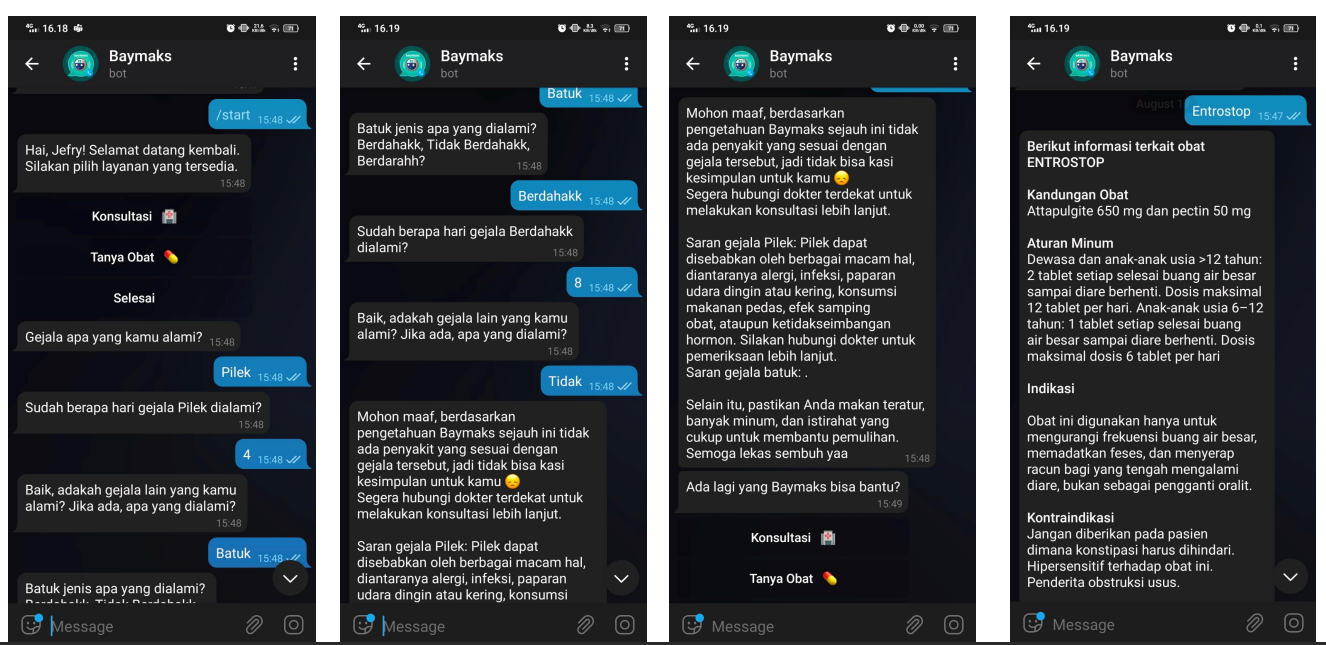 4G 16.18
21.6
71
Baymaks
bot
/start 15:48
Hai, Jefry! Selamat datang kembali.
Silakan pilih layanan yang tersedia.
15:48
Konsultasi 🏥
Tanya Obat 💊
Selesai
Gejala apa yang kamu alami? 15:48
Pilek 15:48
Sudah berapa hari gejala Pilek dialami?
15:48
4 15:48
Baik, adakah gejala lain yang kamu
alami? Jika ada, apa yang dialami?
15:48
Batuk 15:48
Batuk jenis apa yang dialami?
Message
4G 16.19
8.3
71
Baymaks
bot
Batuk 15:48
Batuk jenis apa yang dialami?
Berdahakk, Tidak Berdahakk,
Berdarahh?
15:48
Berdahakk 15:48
Sudah berapa hari gejala Berdahakk
dialami?
15:48
8 15:48
Baik, adakah gejala lain yang kamu
alami? Jika ada, apa yang dialami?
15:48
Tidak 15:48
Mohon maaf, berdasarkan
pengetahuan Baymaks sejauh ini tidak
ada penyakit yang sesuai dengan
gejala tersebut, jadi tidak bisa kasi
kesimpulan untuk kamu 😞
Segera hubungi dokter terdekat untuk
melakukan konsultasi lebih lanjut.
Saran gejala Pilek: Pilek dapat
disebabkan oleh berbagai macam hal,
diantaranya alergi, infeksi, paparan
udara dingin atau kering, konsumsi
Message
4G 16.19
0.00
71
Baymaks
bot
Mohon maaf, berdasarkan
pengetahuan Baymaks sejauh ini tidak
ada penyakit yang sesuai dengan
gejala tersebut, jadi tidak bisa kasi
kesimpulan untuk kamu 😞
Segera hubungi dokter terdekat untuk
melakukan konsultasi lebih lanjut.
Saran gejala Pilek: Pilek dapat
disebabkan oleh berbagai macam hal,
diantaranya alergi, infeksi, paparan
udara dingin atau kering, konsumsi
makanan pedas, efek samping
obat, ataupun ketidakseimbangan
hormon. Silakan hubungi dokter untuk
pemeriksaan lebih lanjut.
Saran gejala batuk: .
Selain itu, pastikan Anda makan teratur,
banyak minum, dan istirahat yang
cukup untuk membantu pemulihan.
Semoga lekas sembuh yaa
15:48
Ada lagi yang Baymaks bisa bantu?
15:49
Konsultasi 🏥
Tanya Obat 💊
Message
4G 16.19
0.1
71
Baymaks
bot
August
Entrostop 15:47
Berikut informasi terkait obat
ENTROSTOP
Kandungan Obat
Attapulgite 650 mg dan pectin 50 mg
Aturan Minum
Dewasa dan anak-anak usia >12 tahun:
2 tablet setiap selesai buang air besar
sampai diare berhenti. Dosis maksimal
12 tablet per hari. Anak-anak usia 6–12
tahun: 1 tablet setiap selesai buang
air besar sampai diare berhenti. Dosis
maksimal dosis 6 tablet per hari
Indikasi
Obat ini digunakan hanya untuk
mengurangi frekuensi buang air besar,
memadatkan feses, dan menyerap
racun bagi yang tengah mengalami
diare, bukan sebagai pengganti oralit.
Kontraindikasi
Jangan diberikan pada pasien
dimana konstipasi harus dihindari.
Hipersensitif terhadap obat ini.
Penderita obstruksi usus.
Message